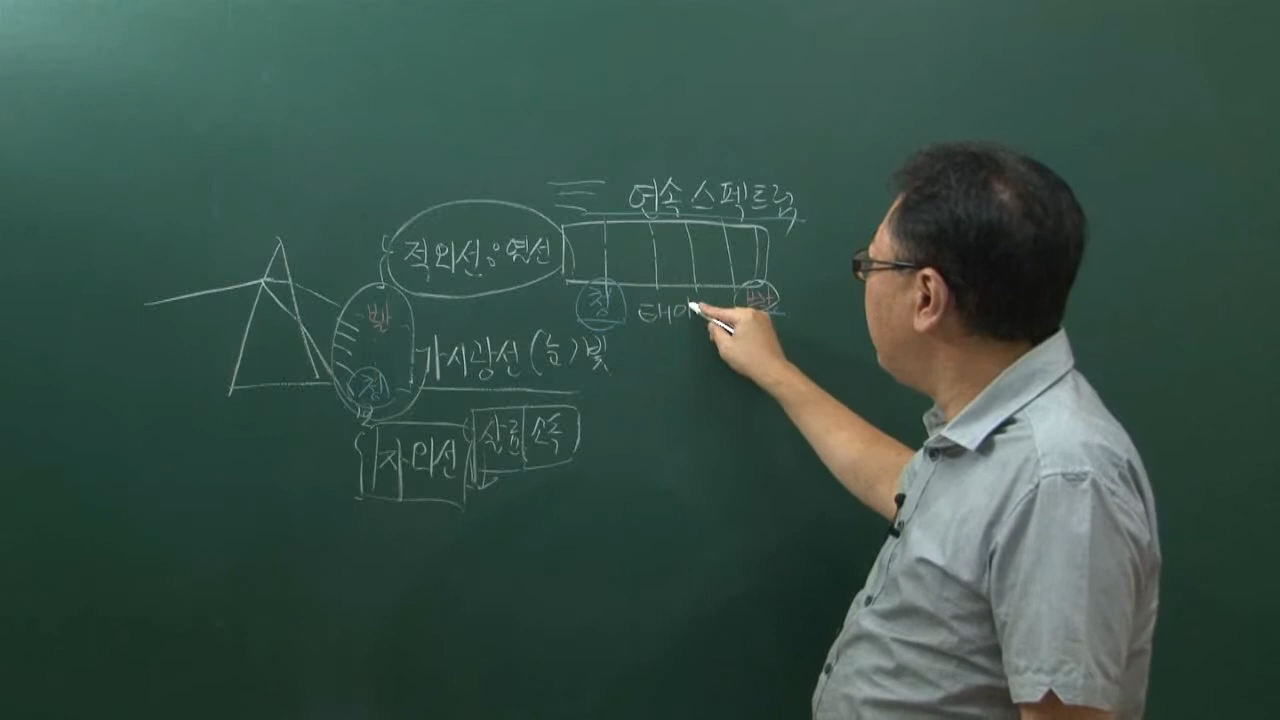 연속 스펙트럼
적외선 : 열선
청
빨
빨
가시광선 (눈) 빛
청
자외선
살균 소독